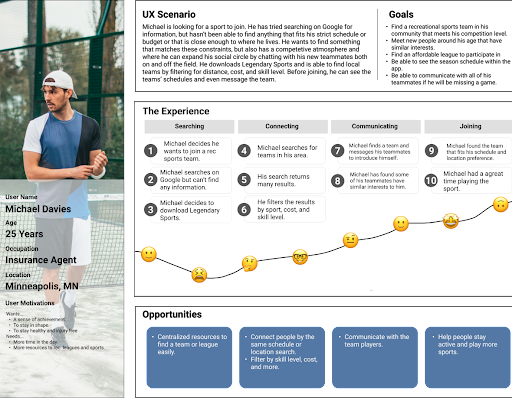 UX Scenario
Michael is looking for a sport to join. He has tried searching on Google for
information, but hasn't been able to find anything that fits his strict schedule or
budget or that is close enough to where he lives. He wants to find something
that matches these constraints, but also has a competetive atmosphere and
where he can expand his social circle by chatting with his new teammates both
on and off the field. He downloads Legendary Sports and is able to find local
teams by filtering for distance, cost, and skill level. Before joining, he can see the
teams' schedules and even message the team.
Goals
• Find a recreational sports team in his
community that meets his competition level.
• Meet new people around his age that have
similar interests.
• Find an affordable league to participate in
• Be able to see the season schedule within the
app.
• Be able to communicate with all of his
teammates if he will be missing a game.
User Name
Michael Davies
Age
25 Years
Occupation
Insurance Agent
Location
Minneapolis, MN
User Motivations
Wants...
• A sense of achievement
• To stay in shape
• To stay healthy and injury free
Needs...
• More time in the day
• More resources to rec leagues and sports
The Experience
Searching
1 Michael decides he
wants to join a rec
sports team.
2 Michael searches on
Google but can't find
any information.
3 Michael decides to
download Legendary
Sports.
Connecting
4 Michael searches for
teams in his area.
5 His search returns
many results.
6 He filters the results
by sport, cost, and
skill level.
Communicating
7 Michael finds a team and
messages his teammates
to introduce himself.
8 Michael has found some
of his teammates have
similar interests to him.
Joining
9 Michael found the team
that fits his schedule and
location preference.
10 Michael had a great
time playing the
sport.
Opportunities
• Centralized resources to
find a team or league
easily.
• Connect people by the
same schedule or
location search.
• Filter by skill level, cost,
and more.
• Communicate with the
team players.
• Help people stay
active and play more
sports.